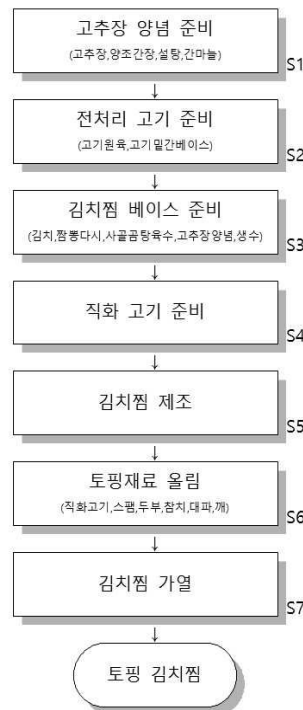 고추장 양념 준비
(고추장,양조간장,설탕,간마늘)
S1
↓
전처리 고기 준비
(고기원육,고기밑간베이스)
S2
↓
김치찜 베이스 준비
(김치,짬뽕다시,사골곰탕육수,고추장양념,생수)
S3
↓
직화 고기 준비
S4
↓
김치찜 제조
S5
↓
토핑재료 올림
(직화고기,스팸,두부,참치,대파,깨)
S6
↓
김치찜 가열
S7
↓
토핑 김치찜